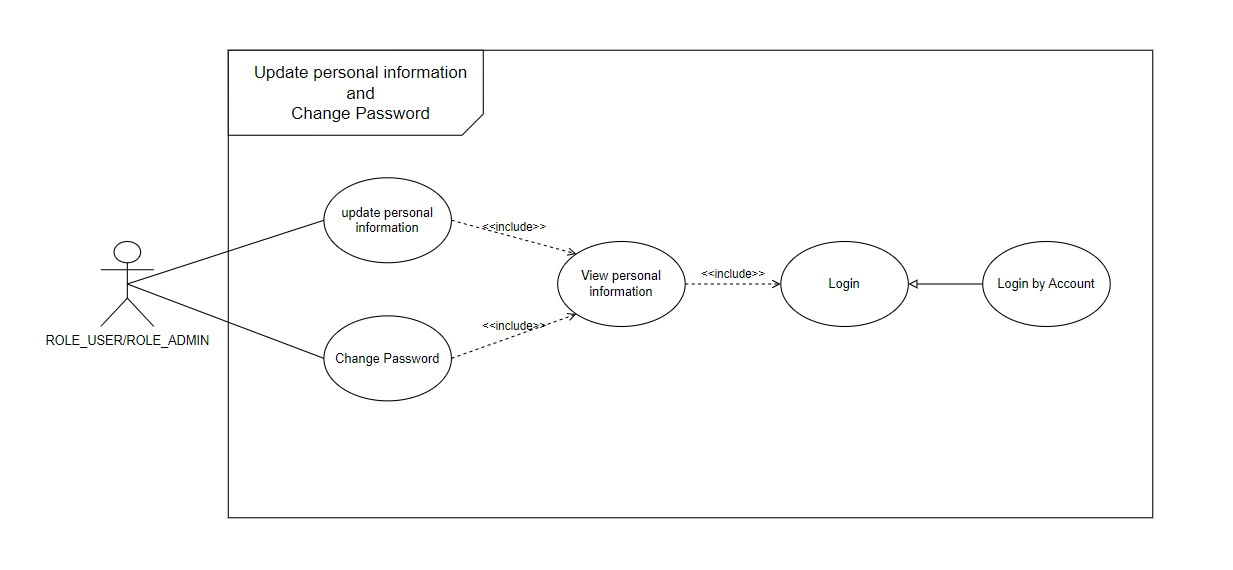 Update personal information
and
Change Password
update personal
information
<<include>>
View personal
information
<<include>>
Login
Login by Account
<<include>>
Change Password
ROLE_USER/ROLE_ADMIN